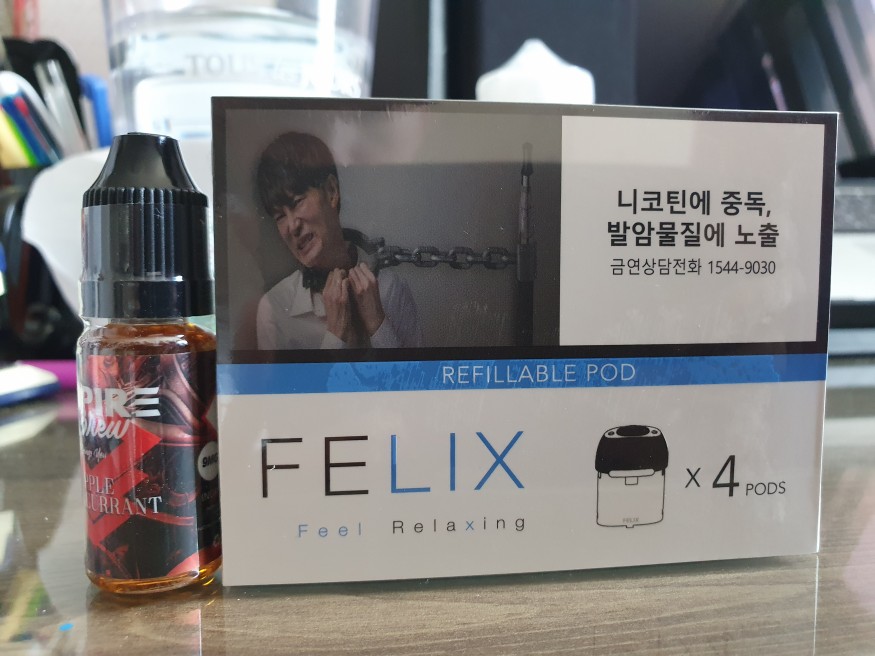 니코틴에 중독,
발암물질에 노출
금연상담전화 1544-9030
REFILLABLE POD
FELIX
Feel Relaxing
FELIX
X 4 PODS
PIRE
Brew
PPLE
URRANT